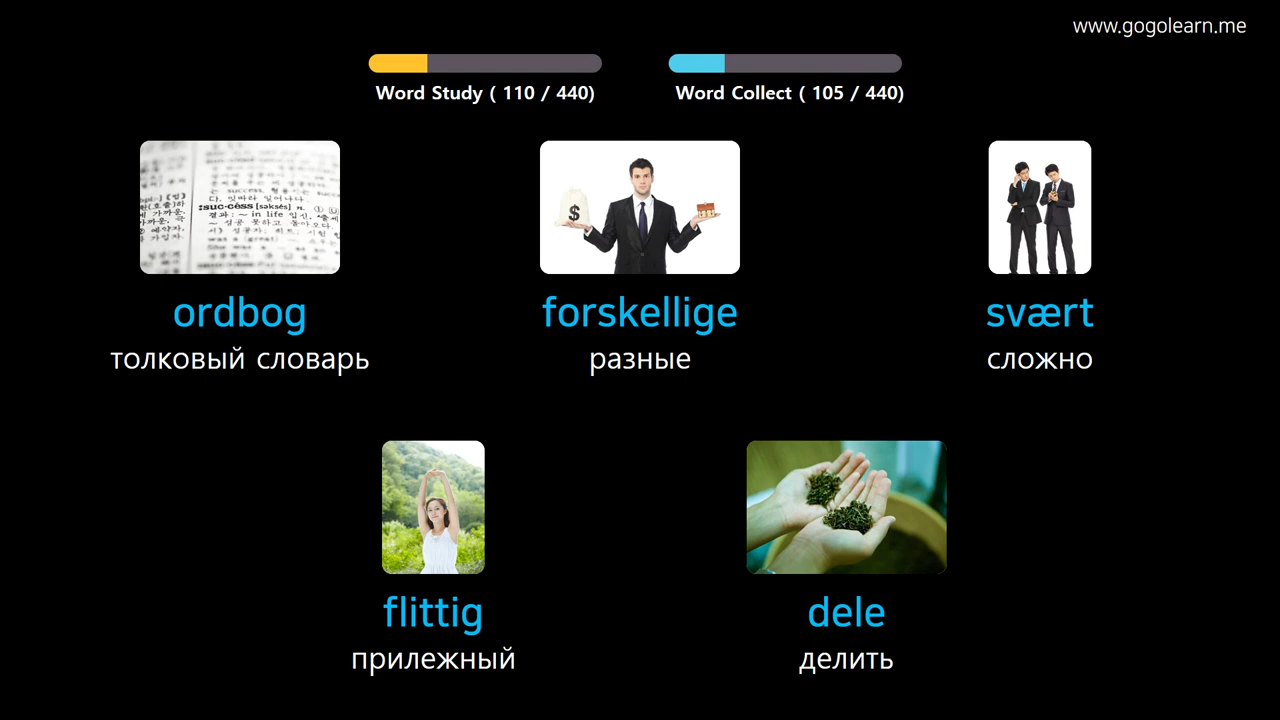 www.gogolearn.me
Word Study ( 110 / 440)
Word Collect ( 105 / 440)
ordbog
толковый словарь
forskellige
разные
svært
сложно
flittig
прилежный
dele
делить